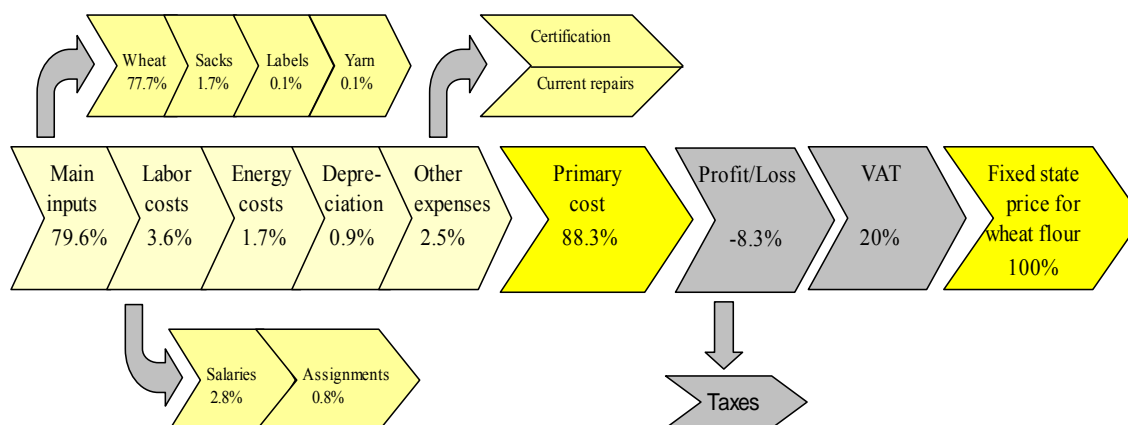 Wheat
77.7%
Sacks
1.7%
Labels
0.1%
Yarn
0.1%
Certification
Current repairs
Main
inputs
79.6%
Labor
costs
3.6%
Energy
costs
1.7%
Depre-
ciation
0.9%
Other
expenses
2.5%
Primary
cost
88.3%
Profit/Loss
-8.3%
VAT
20%
Fixed state
price for
wheat flour
100%
Salaries
2.8%
Assignments
0.8%
Taxes